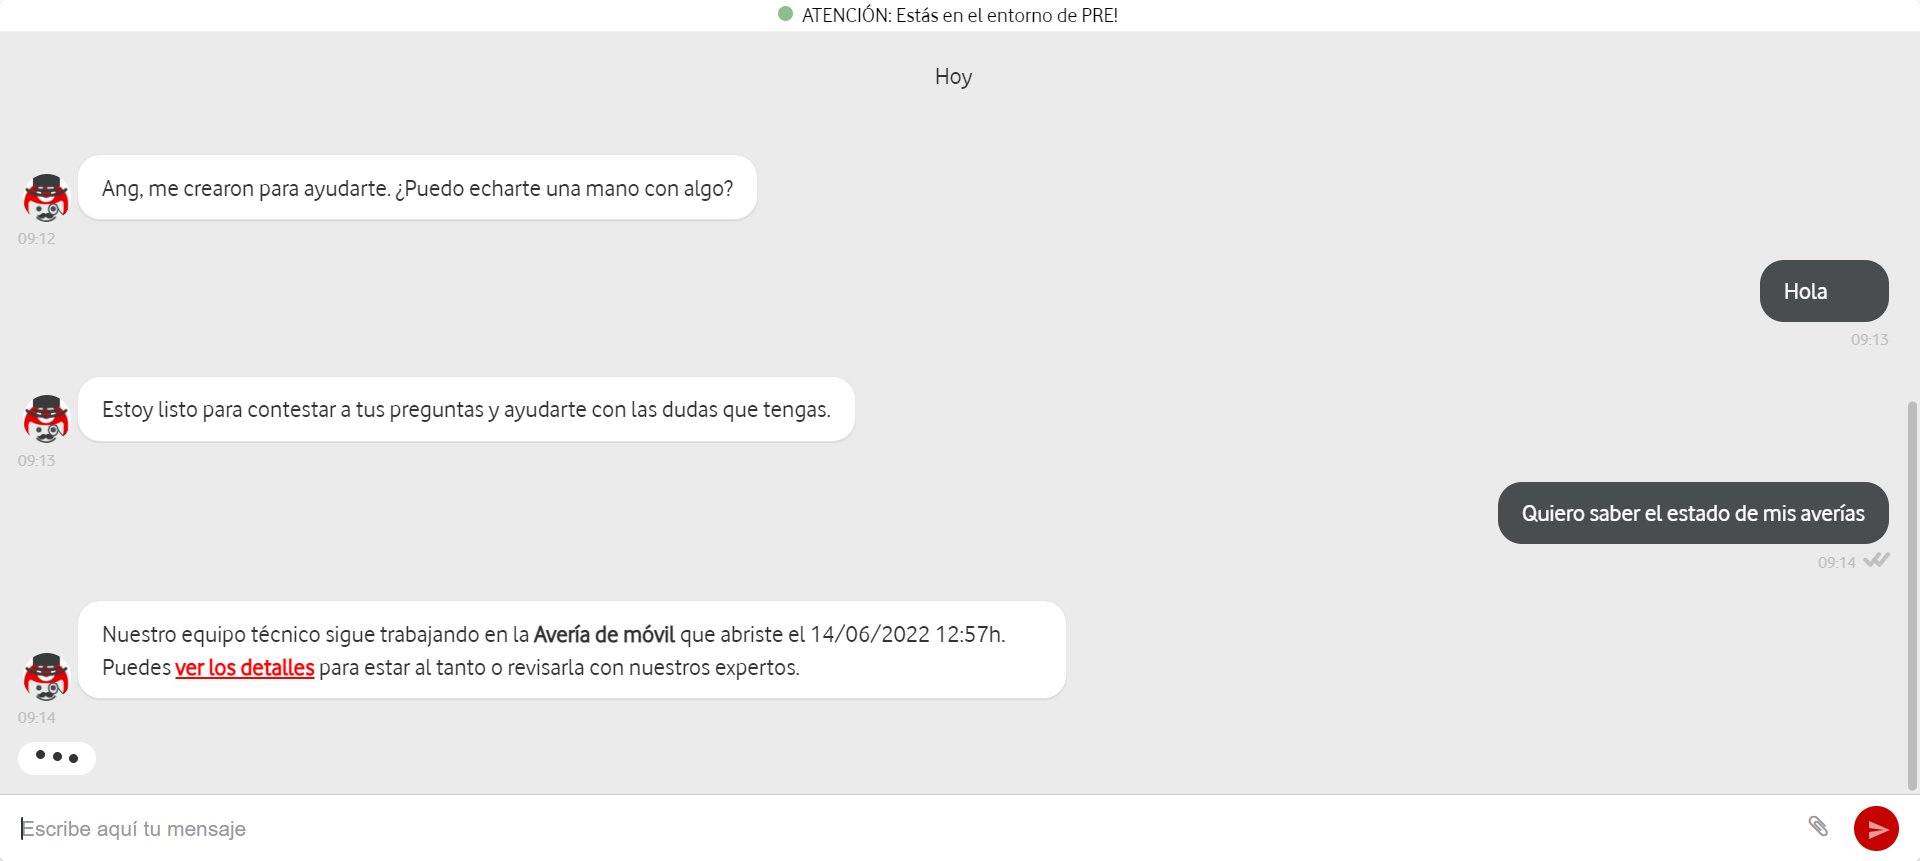 ATENCIÓN: Estás en el entorno de PRE!
Hoy
Ang, me crearon para ayudarte. ¿Puedo echarte una mano con algo?
09:12
Hola
09:13
Estoy listo para contestar a tus preguntas y ayudarte con las dudas que tengas.
09:13
Quiero saber el estado de mis averías
09:14
Nuestro equipo técnico sigue trabajando en la Avería de móvil que abriste el 14/06/2022 12:57h.
Puedes ver los detalles para estar al tanto o revisarla con nuestros expertos.
09:14
Escribe aquí tu mensaje